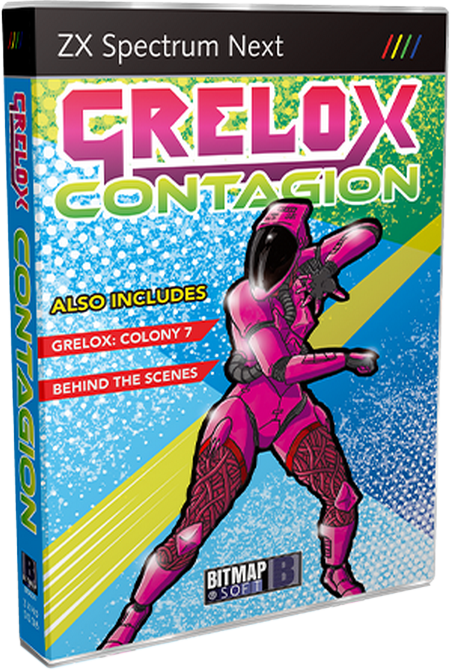 ZX Spectrum Next
GRELOX
CONTAGION
ALSO INCLUDES
GRELOX: COLONY 7
BEHIND THE SCENES
BITMAP
SOFT
B
GRELOX CONTAGION
B